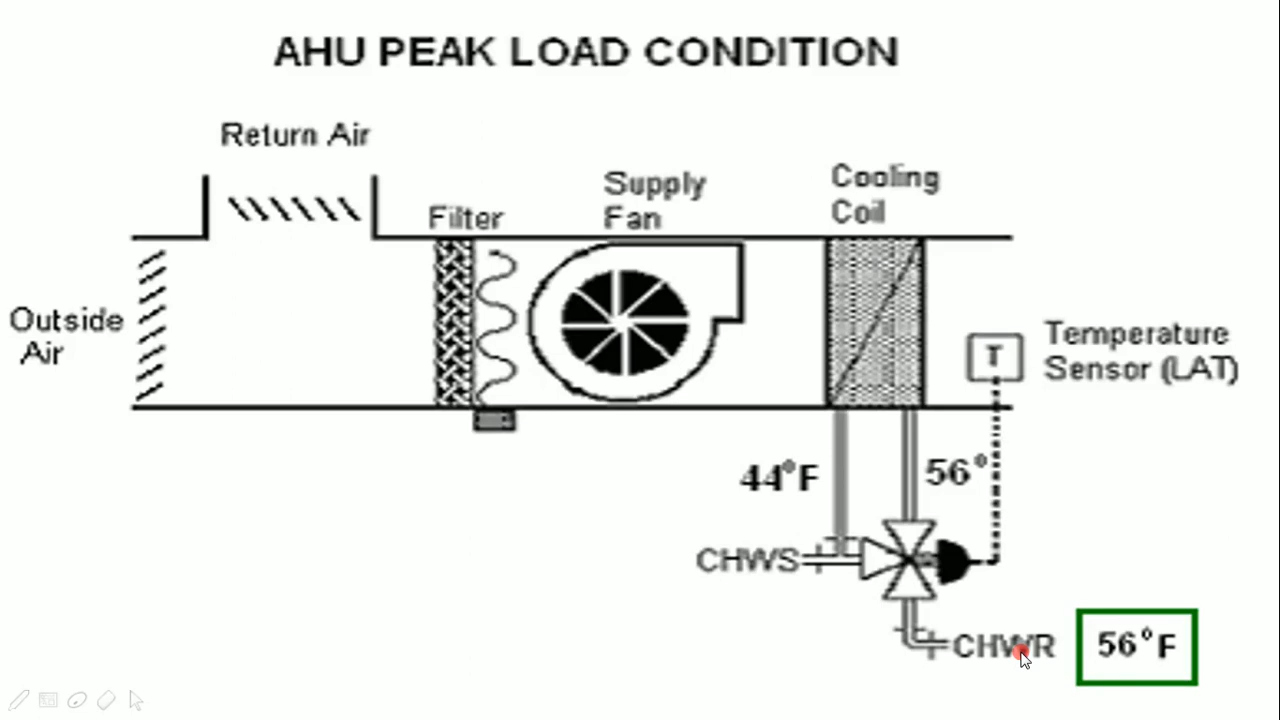 AHU PEAK LOAD CONDITION
Return Air
Filter
Supply
Fan
Cooling
Coil
Outside
Air
T
Temperature
Sensor (LAT)
44°F
56°
CHWS
CHWR
56°F